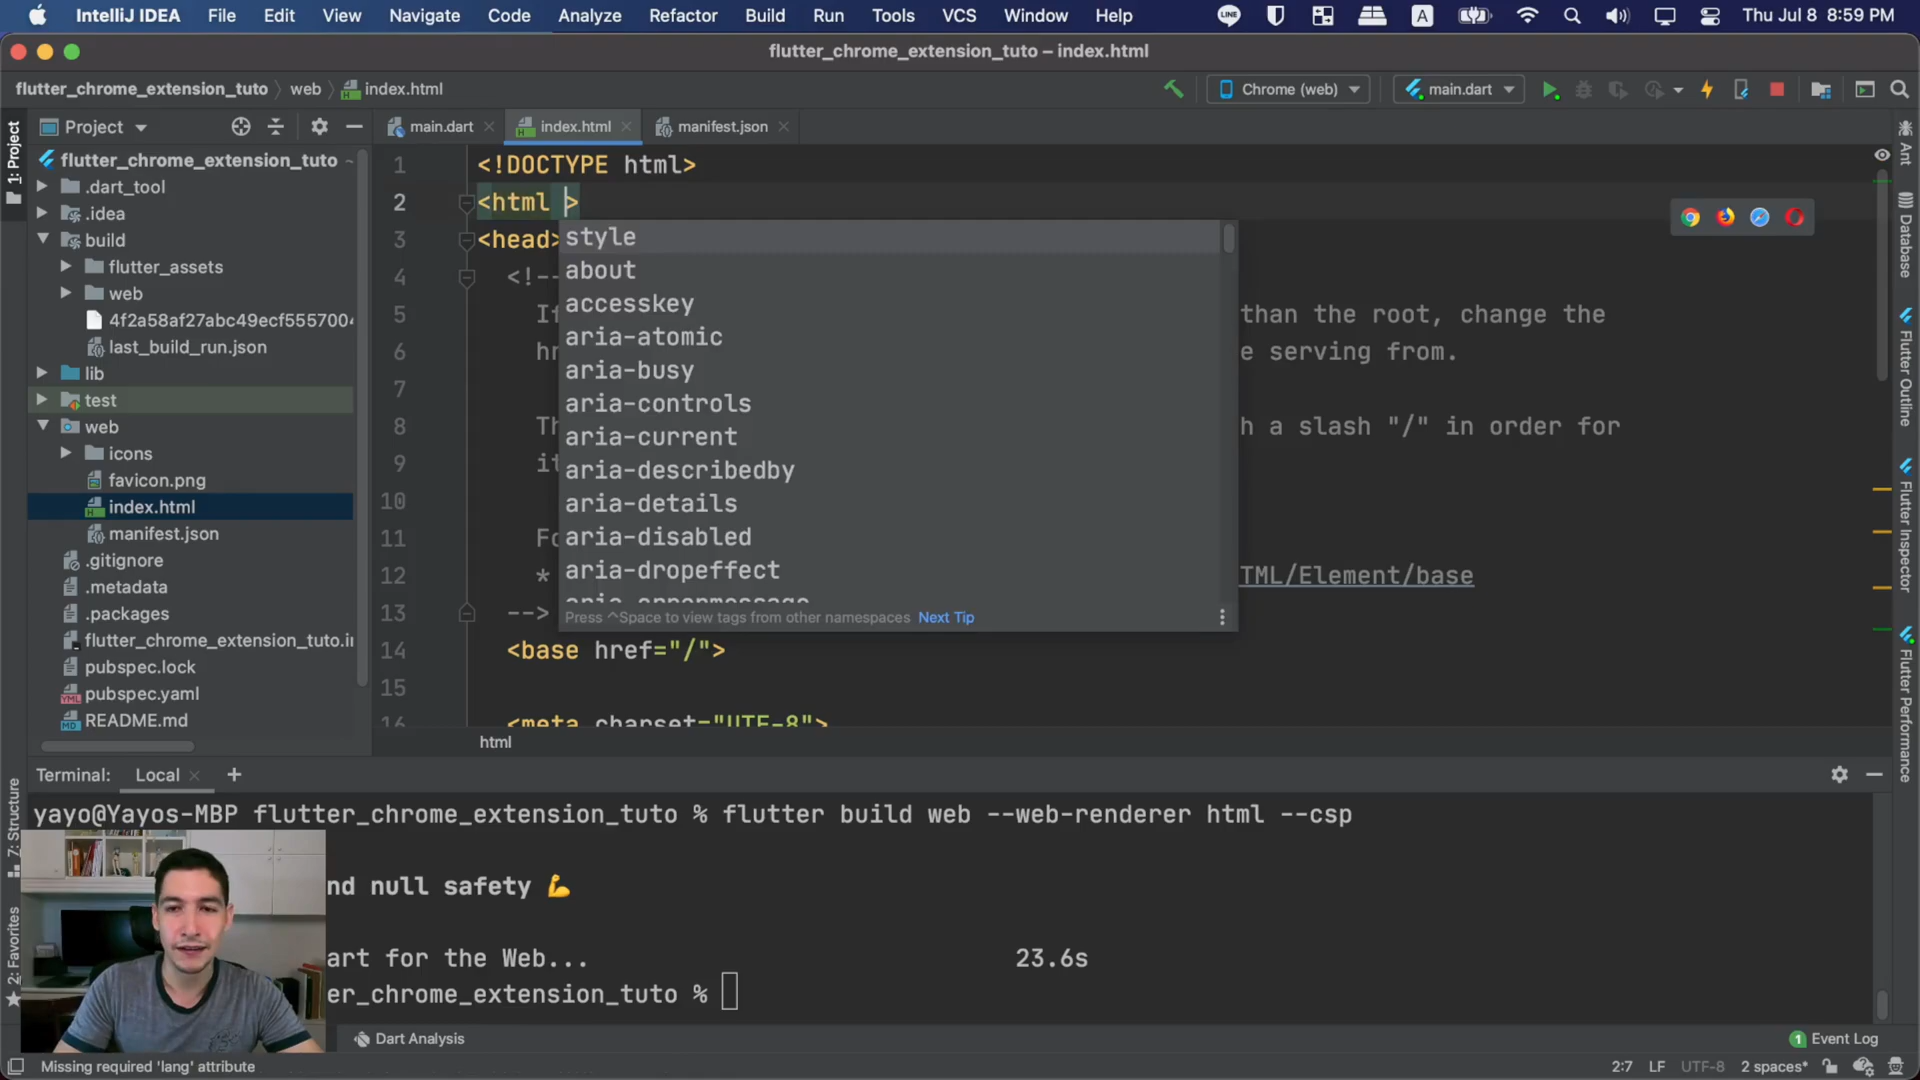 IntelliJ IDEA File Edit View Navigate Code Analyze Refactor Build Run Tools VCS Window Help LINE A Thu Jul 8 8:59 PM
flutter_chrome_extension_tuto – index.html
flutter_chrome_extension_tuto web index.html Chrome (web) main.dart
Project main.dart index.html manifest.json
1: Project
flutter_chrome_extension_tuto
.dart_tool
.idea
build
flutter_assets
web
4f2a58af27abc49ecf5557004
last_build_run.json
lib
test
web
icons
favicon.png
index.html
manifest.json
.gitignore
.metadata
.packages
flutter_chrome_extension_tuto.i
pubspec.lock
pubspec.yaml
README.md
1 <!DOCTYPE html>
2 <html >
3 <head>
4 <!--
5 If than the root, change the
6 hr e serving from.
7
8 Th h a slash "/" in order for
9 it
10
11 Fo
12 * TML/Element/base
13 -->
14 <base href="/">
15
16 <meta charset="UTF-8">
style
about
accesskey
aria-atomic
aria-busy
aria-controls
aria-current
aria-describedby
aria-details
aria-disabled
aria-dropeffect
aria-errormessage
Press ^Space to view tags from other namespaces Next Tip
html
Ant
Database
Flutter Outline
Flutter Inspector
Flutter Performance
7: Structure
2: Favorites
Terminal: Local +
yayo@Yayos-MBP flutter_chrome_extension_tuto % flutter build web --web-renderer html --csp
nd null safety 💪
art for the Web... 23.6s
ter_chrome_extension_tuto %
Dart Analysis 1 Event Log
Missing required 'lang' attribute 2:7 LF UTF-8 2 spaces*